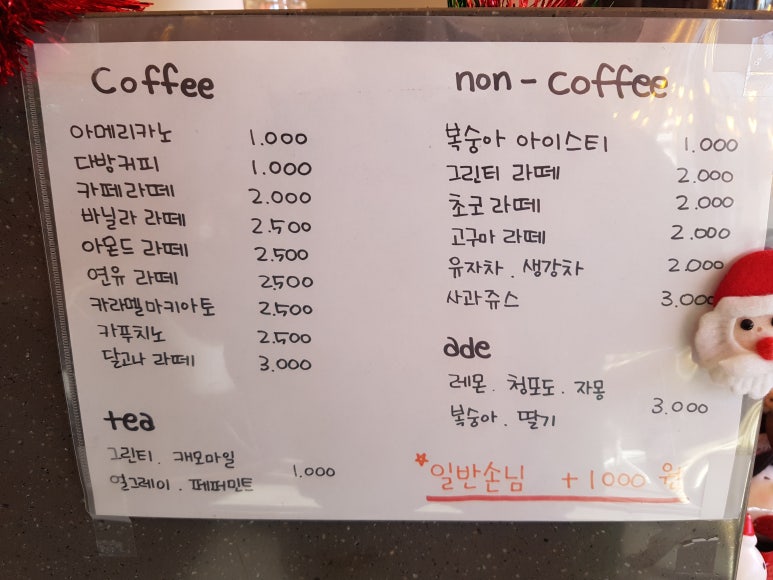 Coffee
아메리카노 1.000
다방커피 1.000
카페라떼 2.000
바닐라 라떼 2.500
아몬드 라떼 2.500
연유 라떼 2500
카라멜마키아토 2.500
카푸치노 2.500
달고나 라떼 3.000
tea
그린티 . 캐모마일
얼그레이 . 페퍼민트 1.000
non - coffee
복숭아 아이스티 1.000
그린티 라떼 2.000
초코 라떼 2.000
고구마 라떼 2.000
유자차 . 생강차 2.000
사과쥬스 3.000
ade
레몬 . 청포도 . 자몽
복숭아 . 딸기 3.000
*일반손님 +1000 원